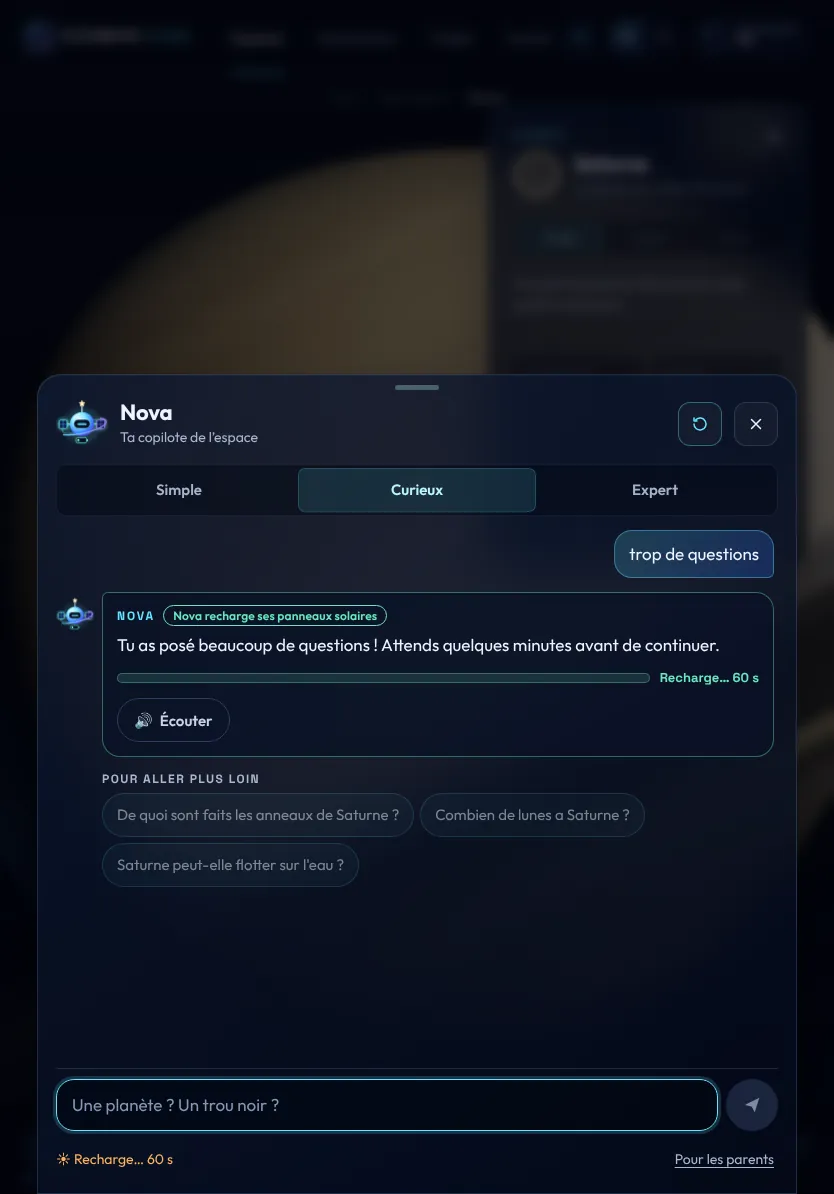 Nova
Ta copilote de l'espace
Simple
Curieux
Expert
trop de questions
NOVA
Nova recharge ses panneaux solaires
Tu as posé beaucoup de questions ! Attends quelques minutes avant de continuer.
Recharge... 60 s
Écouter
POUR ALLER PLUS LOIN
De quoi sont faits les anneaux de Saturne ?
Combien de lunes a Saturne ?
Saturne peut-elle flotter sur l'eau ?
Une planète ? Un trou noir ?
Recharge... 60 s
Pour les parents